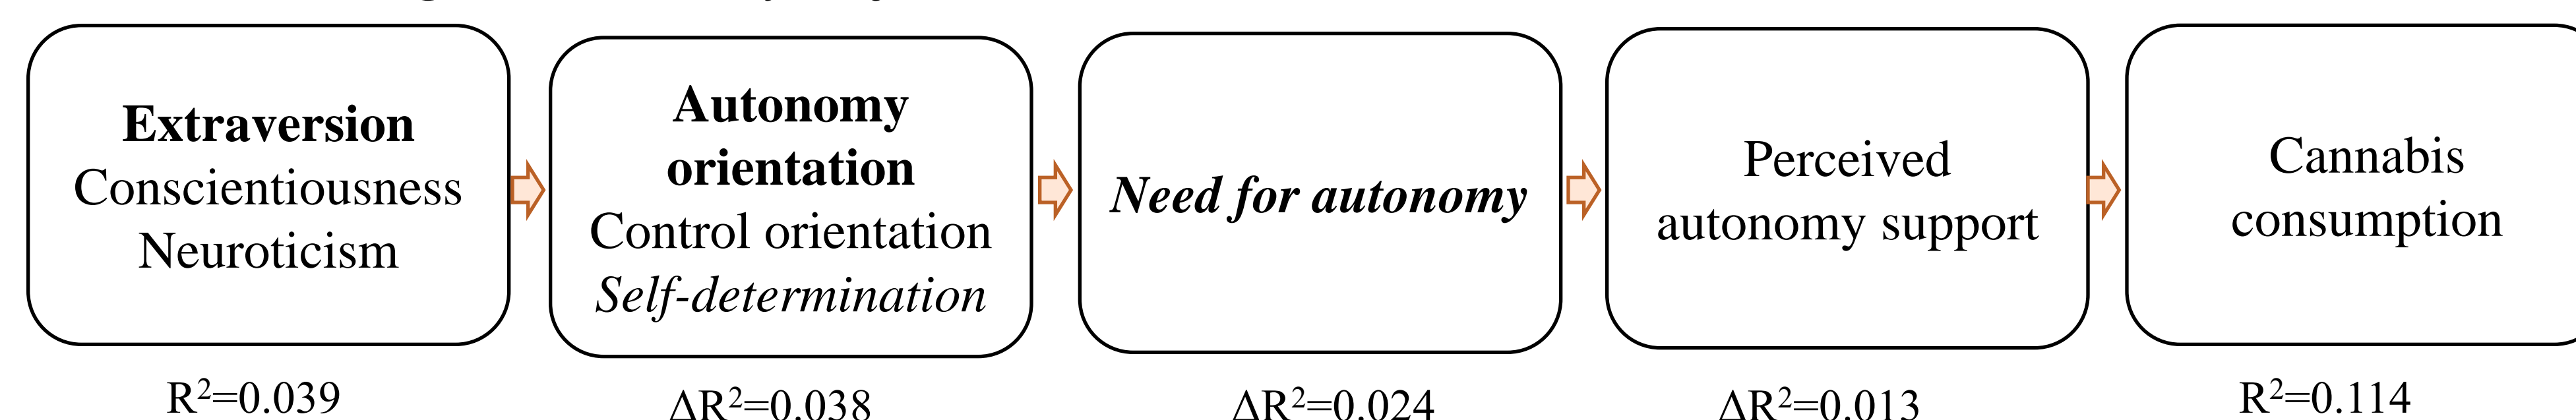 Extraversion
Conscientiousness
Neuroticism
Autonomy
orientation
Control orientation
Self-determination
Need for autonomy
Perceived
autonomy support
Cannabis
consumption
R²=0.039
ΔR²=0.038
ΔR²=0.024
ΔR²=0.013
R²=0.114